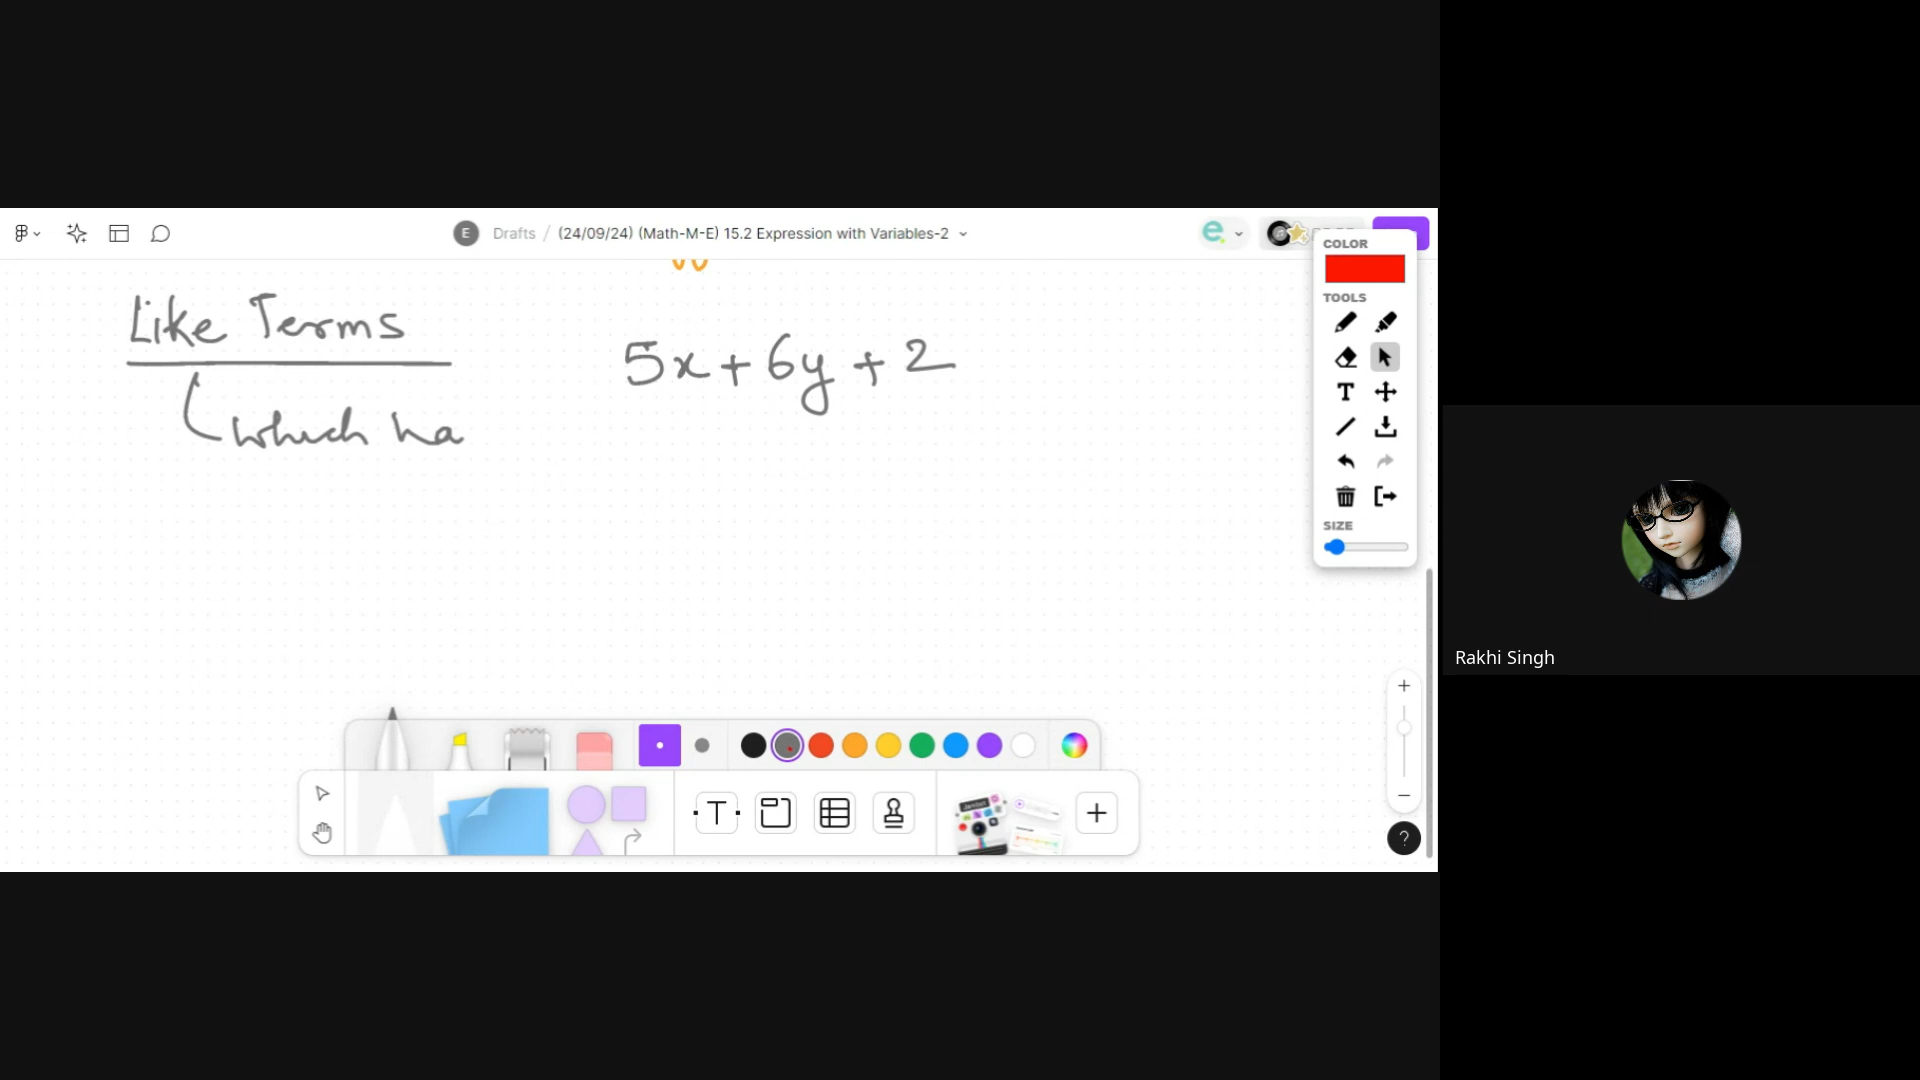 E Drafts / (24/09/24) (Math-M-E) 15.2 Expression with Variables-2
COLOR
TOOLS
T
SIZE
Like Terms
which ha
5x + 6y + 2
T
?
Rakhi Singh